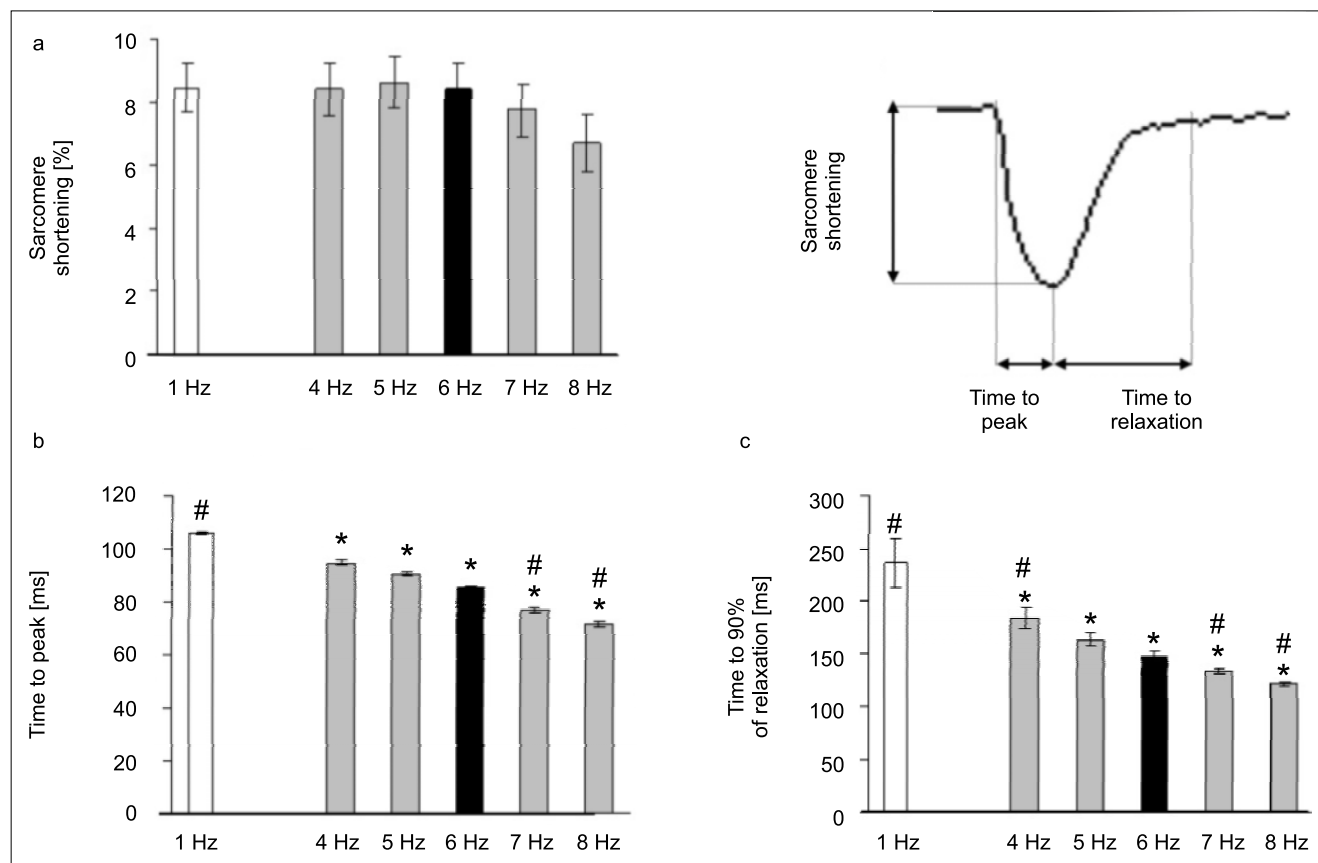 a
10
8
6
4
2
0
Sarcomere
shortening [%]
1 Hz 4 Hz 5 Hz 6 Hz 7 Hz 8 Hz
Sarcomere
shortening
Time to
peak
Time to
relaxation
b
120
100
80
60
40
20
0
Time to peak [ms]
#
*
*
*
#
*
#
*
1 Hz 4 Hz 5 Hz 6 Hz 7 Hz 8 Hz
c
300
250
200
150
100
50
0
Time to 90%
of relaxation [ms]
#
#
*
*
*
#
*
#
*
1 Hz 4 Hz 5 Hz 6 Hz 7 Hz 8 Hz